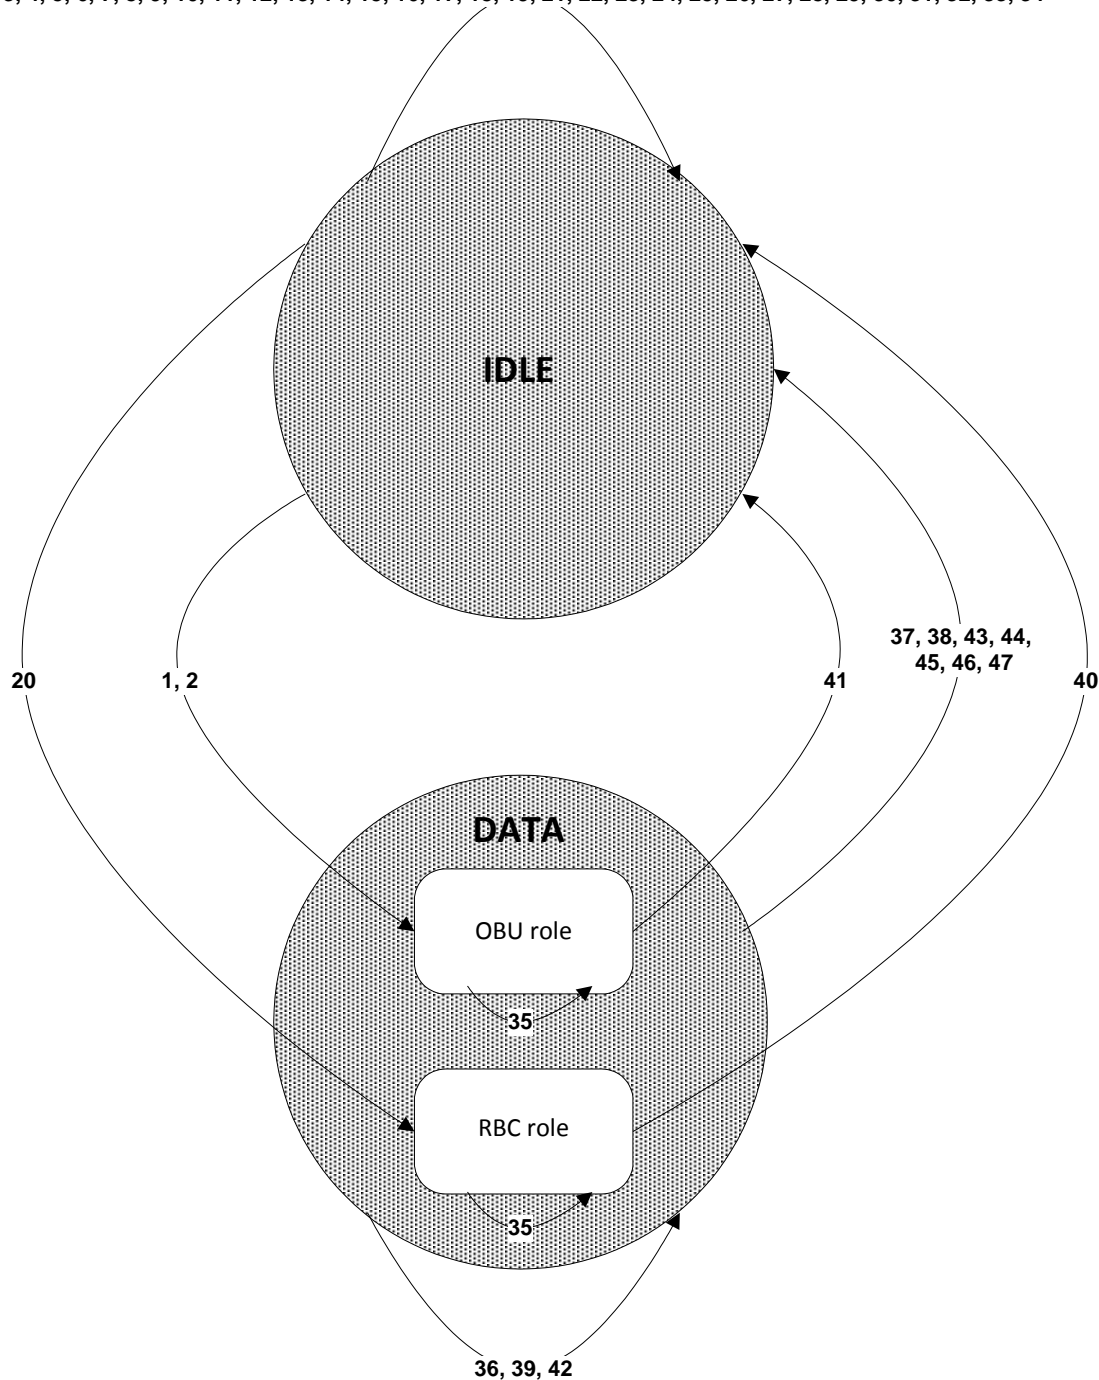 3, 4, 5, 6, 7, 8, 9, 10, 11, 12, 13, 14, 15, 16, 17, 18, 19, 21, 22, 23, 24, 25, 26, 27, 28, 29, 30, 31, 32, 33, 34
IDLE
37, 38, 43, 44,
45, 46, 47
20
1, 2
41
40
DATA
OBU role
35
RBC role
35
36, 39, 42